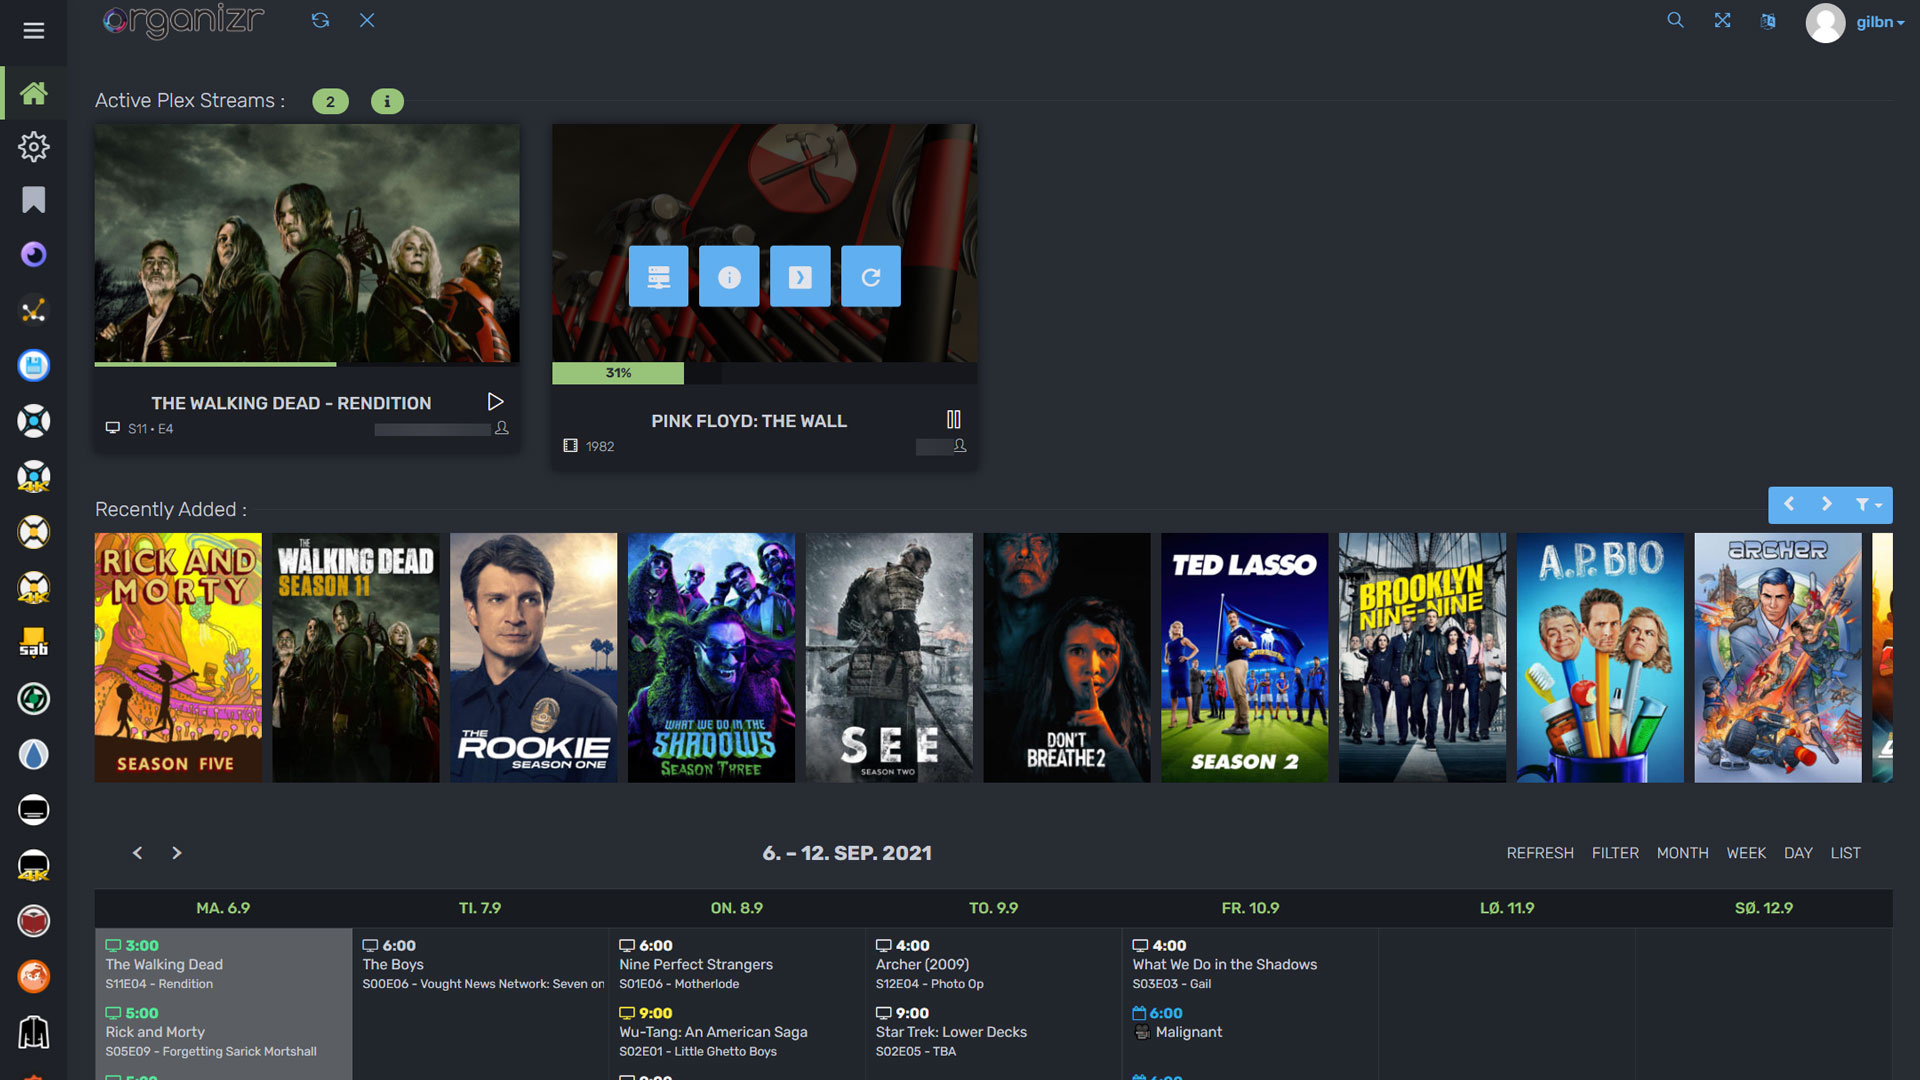 organizr
gilbn
Active Plex Streams :
2
i
31%
THE WALKING DEAD - RENDITION
S11 • E4
PINK FLOYD: THE WALL
1982
Recently Added :
RICK AND MORTY
SEASON FIVE
THE WALKING DEAD
SEASON 11
THE ROOKIE
SEASON ONE
WHAT WE DO IN THE SHADOWS
SEASON THREE
SEE
SEASON TWO
DON'T BREATHE 2
TED LASSO
SEASON 2
BROOKLYN NINE-NINE
A.P. BIO
ARCHER
4K
4K
sab
4K
6. – 12. SEP. 2021
REFRESH FILTER MONTH WEEK DAY LIST
MA. 6.9 TI. 7.9 ON. 8.9 TO. 9.9 FR. 10.9 LØ. 11.9 SØ. 12.9
3:00
The Walking Dead
S11E04 - Rendition
5:00
Rick and Morty
S05E09 - Forgetting Sarick Mortshall
6:00
The Boys
S00E06 - Vought News Network: Seven on
6:00
Nine Perfect Strangers
S01E06 - Motherlode
9:00
Wu-Tang: An American Saga
S02E01 - Little Ghetto Boys
4:00
Archer (2009)
S12E04 - Photo Op
9:00
Star Trek: Lower Decks
S02E05 - TBA
4:00
What We Do in the Shadows
S03E03 - Gail
6:00
Malignant